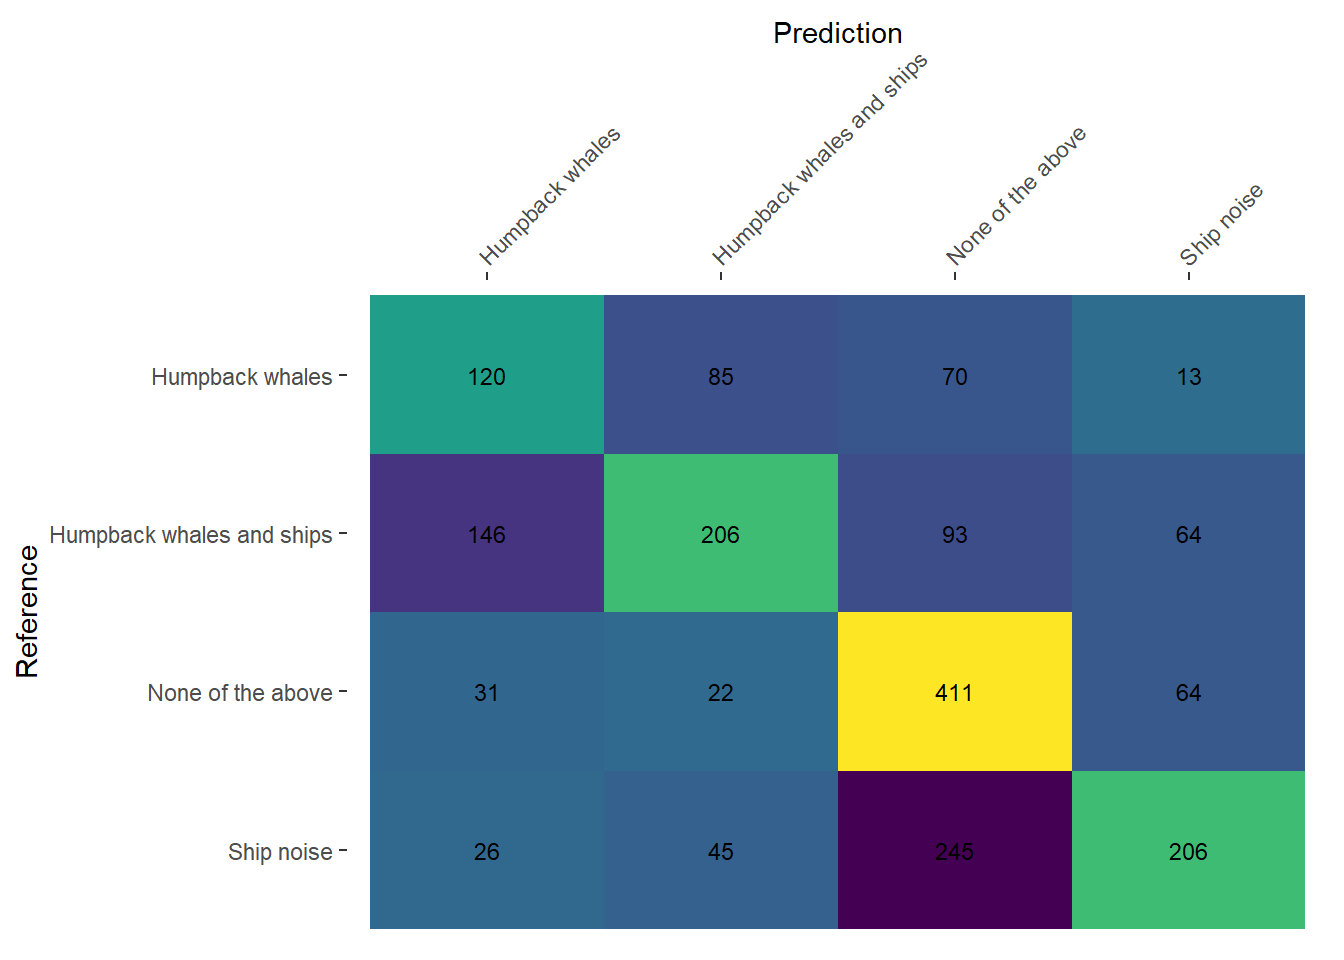 Prediction
Humpback whales
Humpback whales and ships
None of the above
Ship noise
Reference
Humpback whales
120 85 70 13
Humpback whales and ships
146 206 93 64
None of the above
31 22 411 64
Ship noise
26 45 245 206